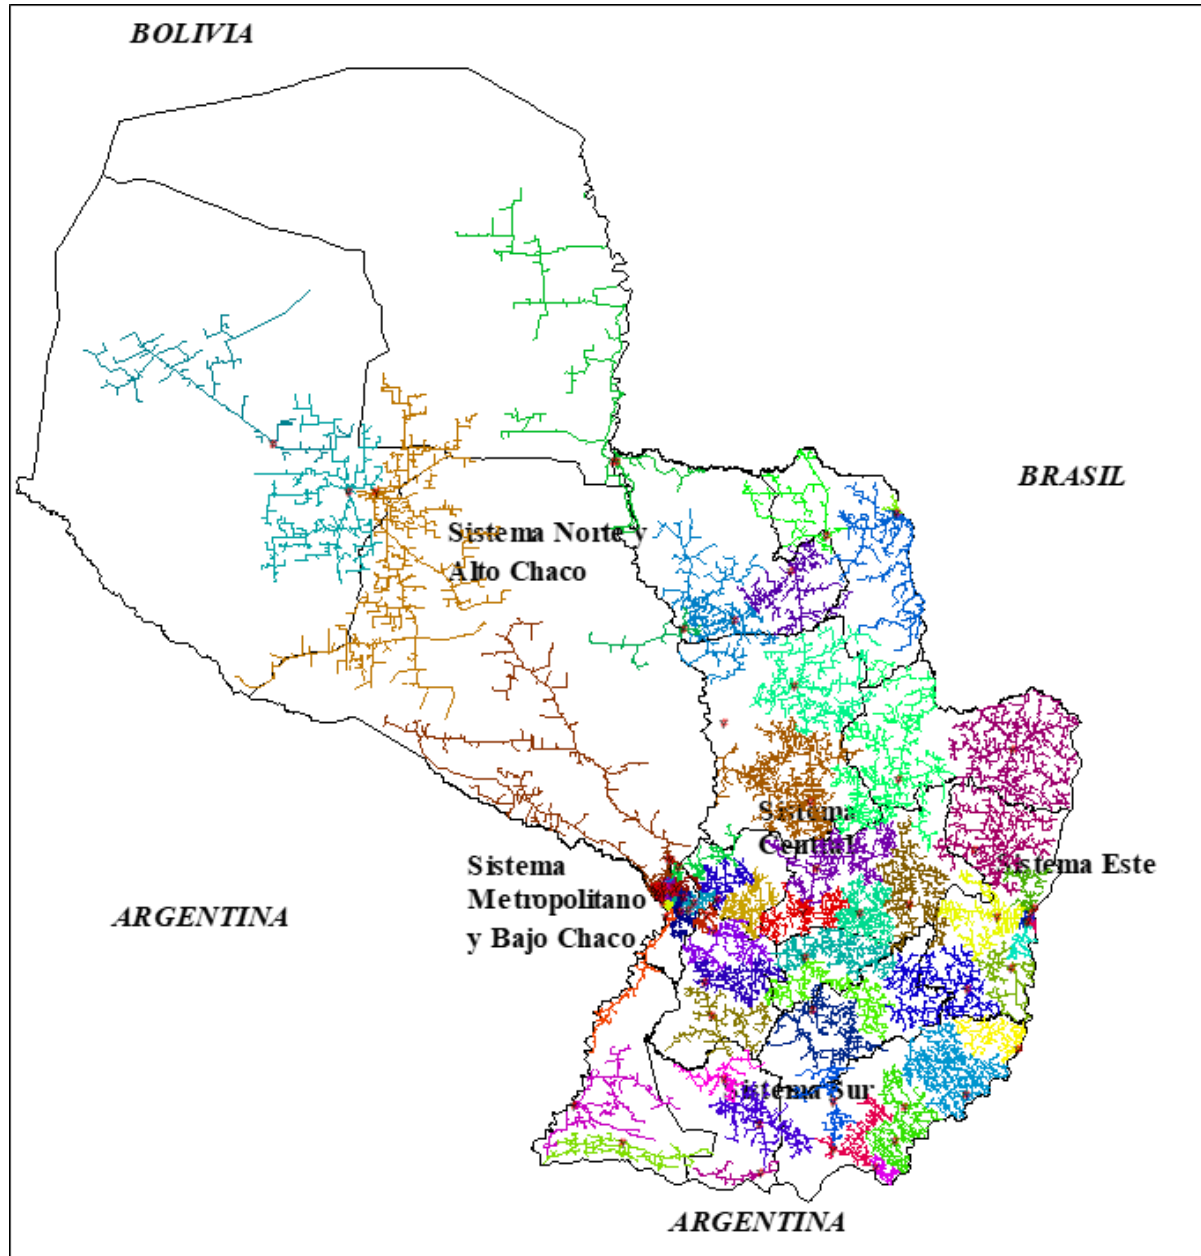 BOLIVIA
BRASIL
Sistema Norte y
Alto Chaco
Sistema
Central
Sistema Este
Sistema
Metropolitano
y Bajo Chaco
ARGENTINA
Sistema Sur
ARGENTINA